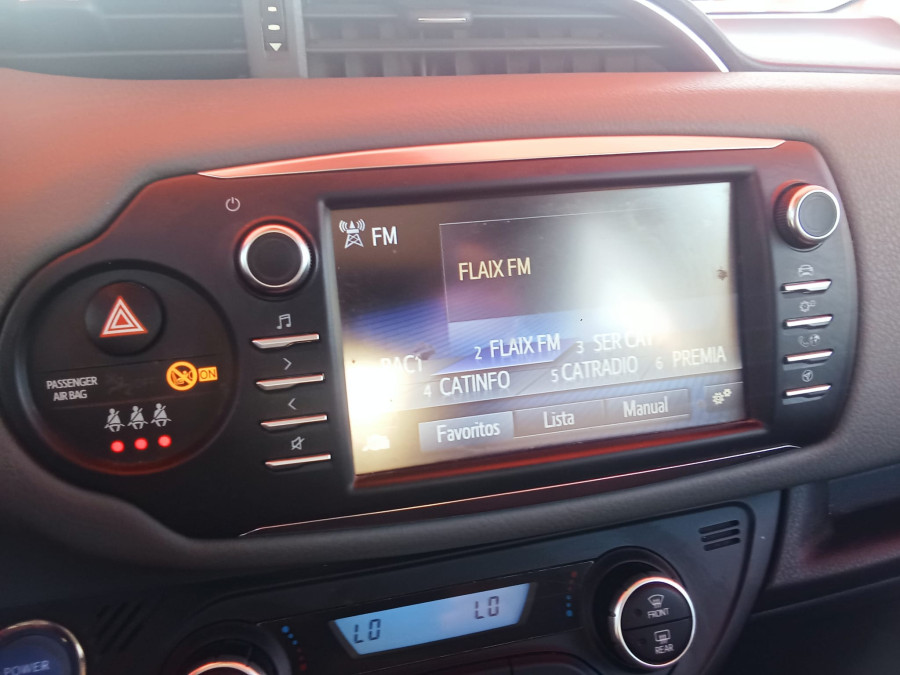 FM
FLAIX FM
2 FLAIX FM 3 SER CAT
RAC1
4 CATINFO 5 CATRADIO 6 PREMIA
Favoritos Lista Manual
PASSENGER
AIR BAG
ON
LO LO
FRONT
REAR
POWER